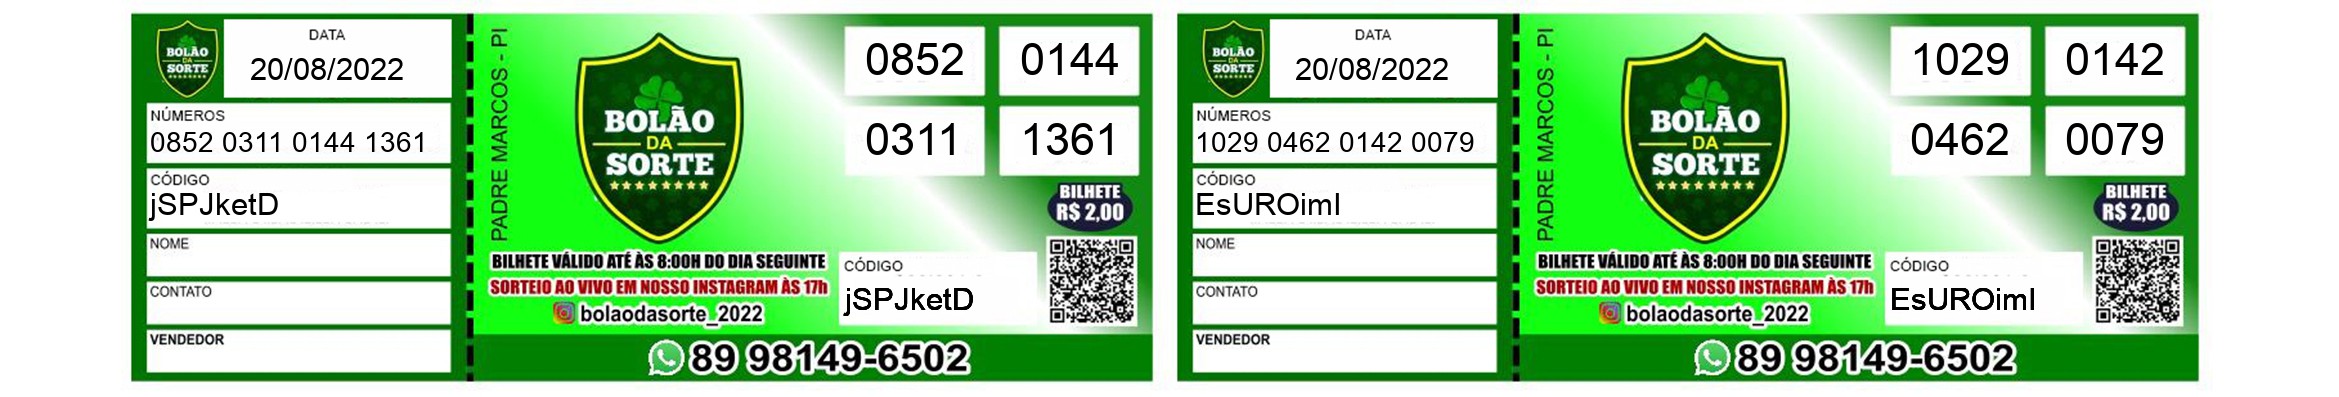 BOLÃO
DA
SORTE
DATA
20/08/2022
NÚMEROS
0852 0311 0144 1361
CÓDIGO
jSPJketD
NOME
CONTATO
VENDEDOR
PADRE MARCOS - PI
BOLÃO
DA
SORTE
0852 0144
0311 1361
BILHETE
R$ 2,00
BILHETE VÁLIDO ATÉ ÀS 8:00H DO DIA SEGUINTE
SORTEIO AO VIVO EM NOSSO INSTAGRAM ÀS 17h
bolaodasorte_2022
CÓDIGO
jSPJketD
89 98149-6502
BOLÃO
DA
SORTE
DATA
20/08/2022
NÚMEROS
1029 0462 0142 0079
CÓDIGO
EsUROimI
NOME
CONTATO
VENDEDOR
PADRE MARCOS - PI
BOLÃO
DA
SORTE
1029 0142
0462 0079
BILHETE
R$ 2,00
BILHETE VÁLIDO ATÉ ÀS 8:00H DO DIA SEGUINTE
SORTEIO AO VIVO EM NOSSO INSTAGRAM ÀS 17h
bolaodasorte_2022
CÓDIGO
EsUROimI
89 98149-6502